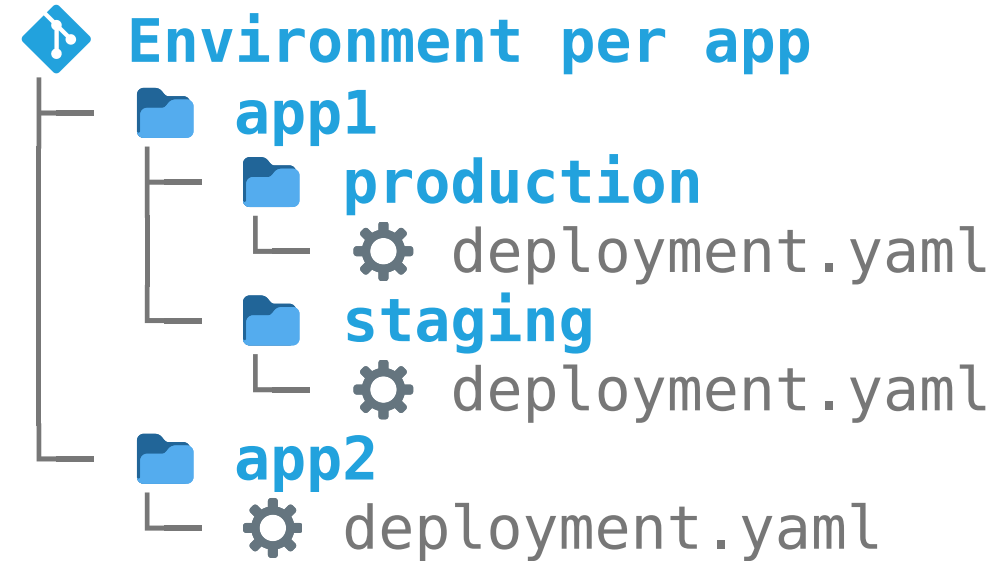 Environment per app
app1
production
deployment.yaml
staging
deployment.yaml
app2
deployment.yaml